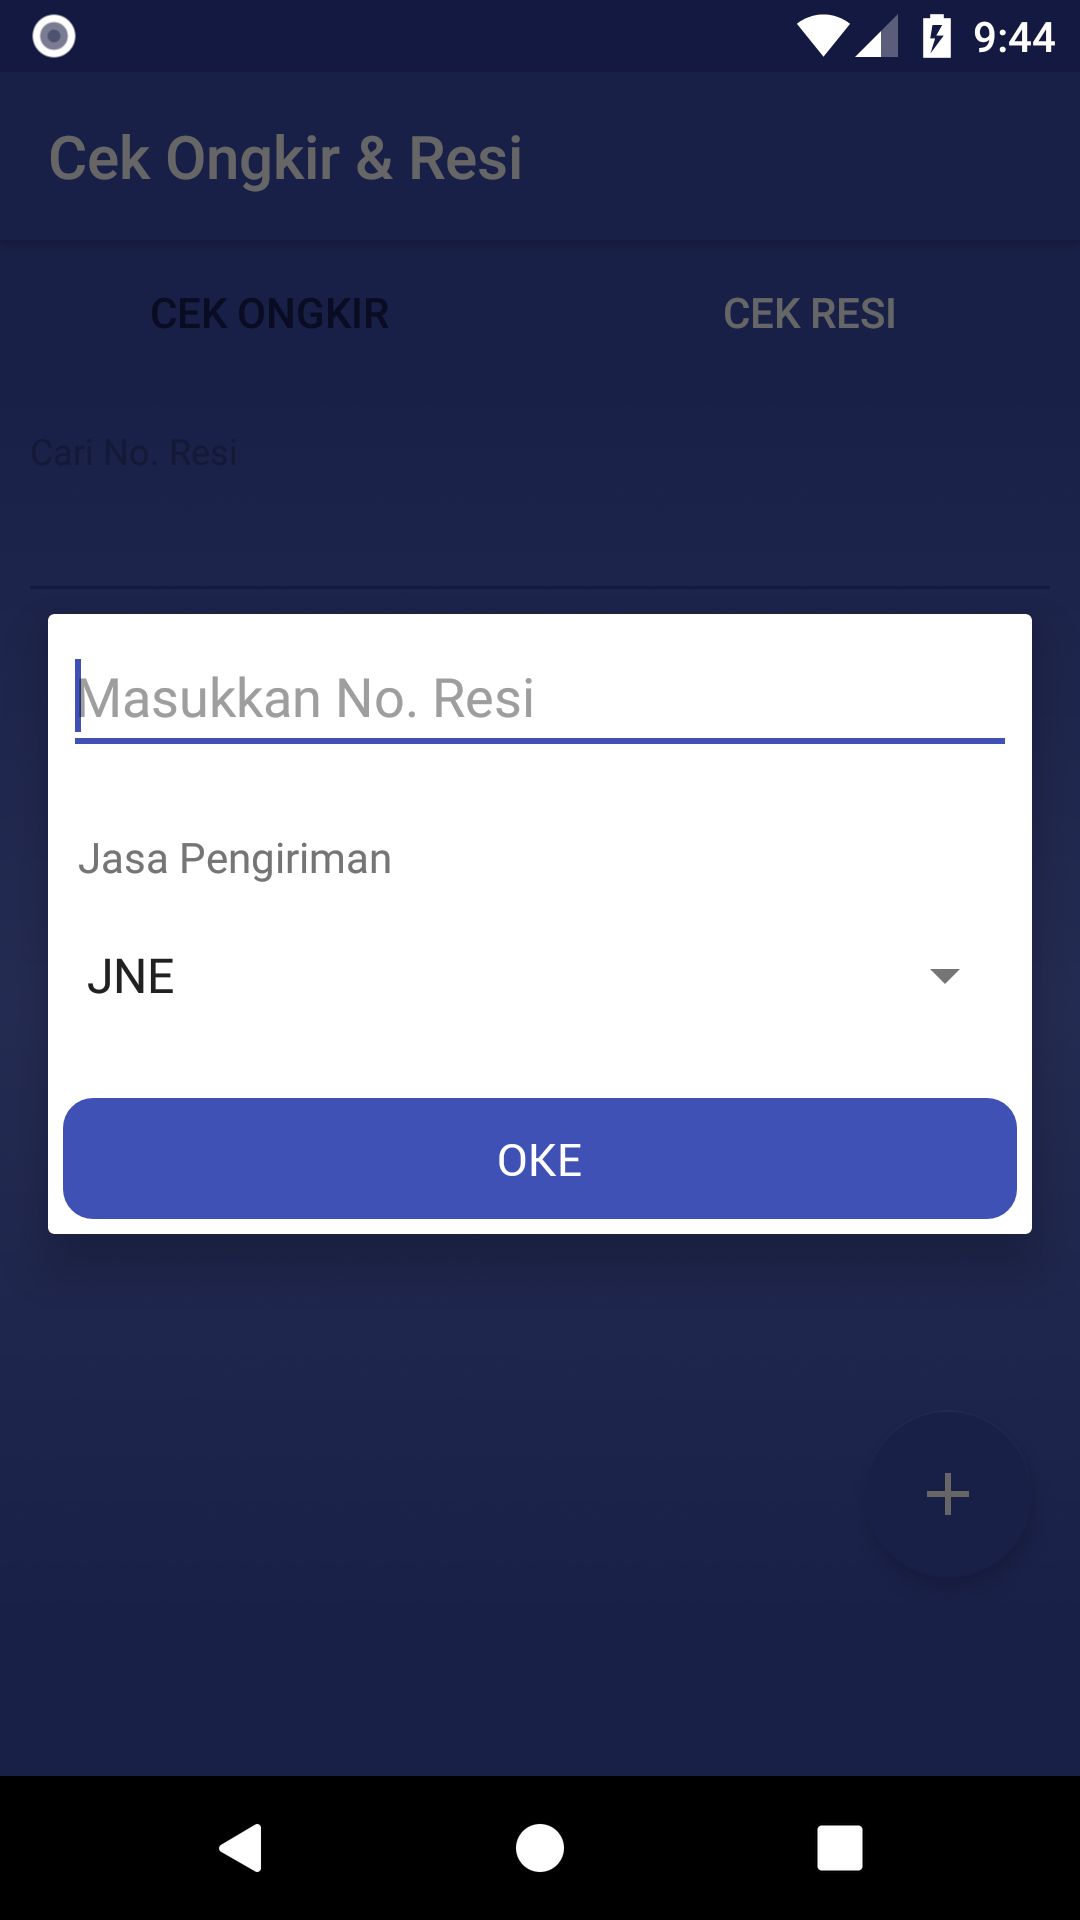 9:44
Cek Ongkir & Resi
CEK ONGKIR
CEK RESI
Cari No. Resi
Masukkan No. Resi
Jasa Pengiriman
JNE
OKE